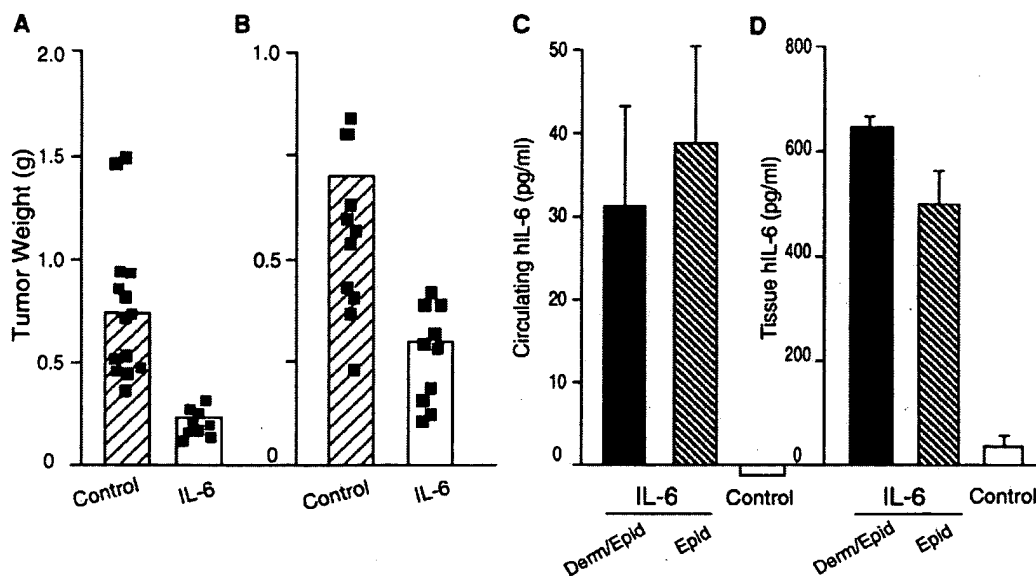 A
B
C
D
2.0
1.5
1.0
0.5
0
Tumor Weight (g)
Control
IL-6
1.0
0.5
0
Control
IL-6
50
40
30
20
10
0
Circulating hIL-6 (pg/ml)
IL-6
Control
Derm/Epid
Epid
800
600
400
200
0
Tissue hIL-6 (pg/ml)
IL-6
Control
Derm/Epid
Epid